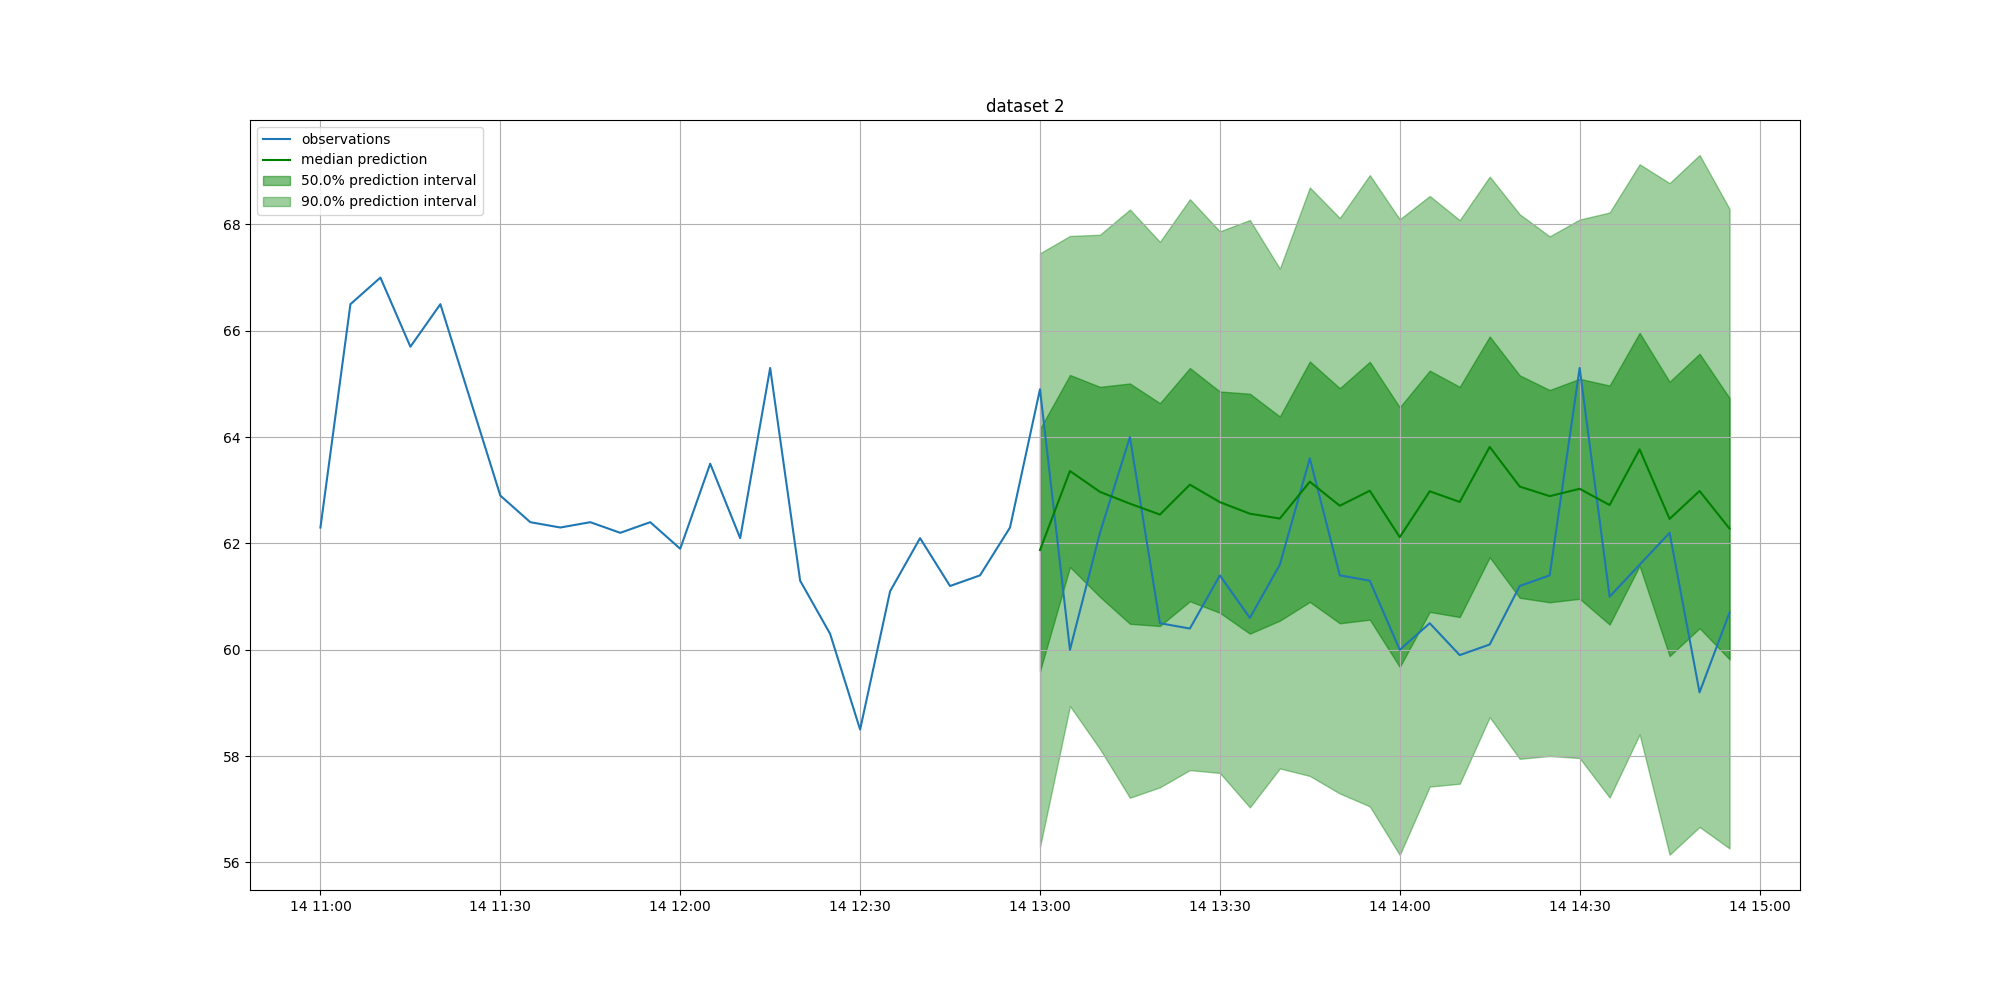 dataset 2
observations
median prediction
50.0% prediction interval
90.0% prediction interval
68
66
64
62
60
58
56
14 11:00 14 11:30 14 12:00 14 12:30 14 13:00 14 13:30 14 14:00 14 14:30 14 15:00